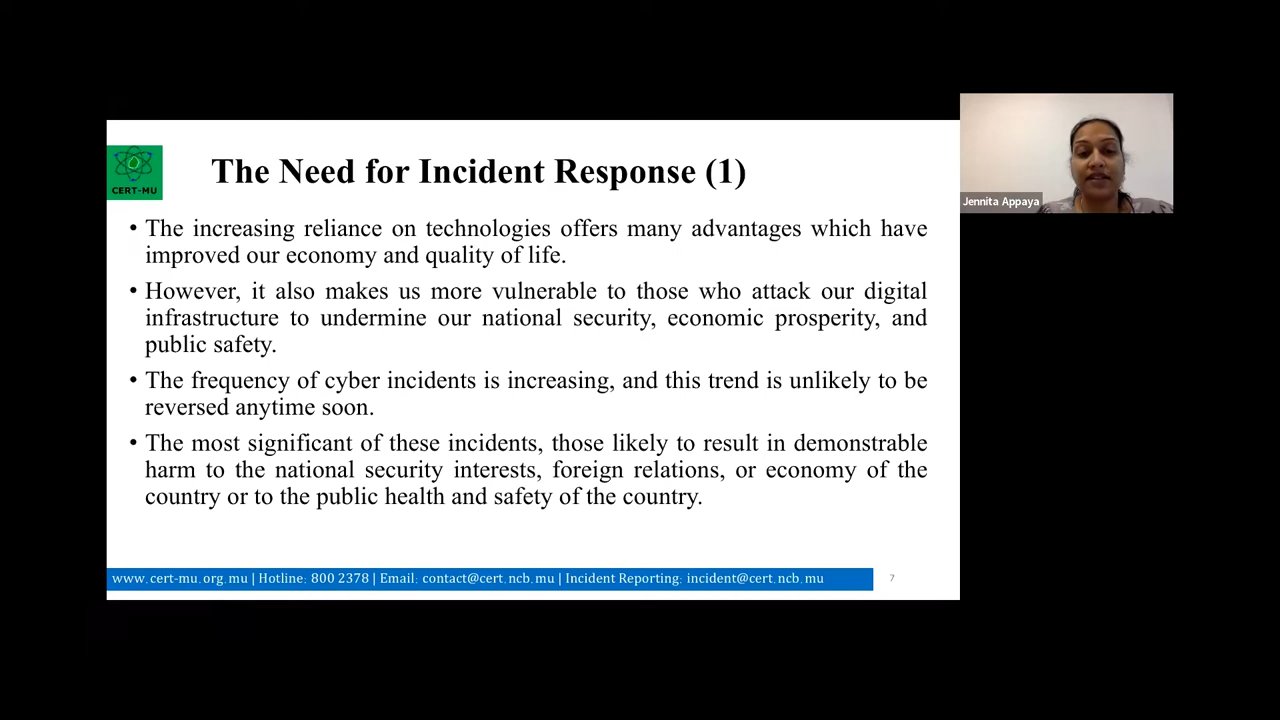 CERT-MU
The Need for Incident Response (1)
• The increasing reliance on technologies offers many advantages which have
improved our economy and quality of life.
• However, it also makes us more vulnerable to those who attack our digital
infrastructure to undermine our national security, economic prosperity, and
public safety.
• The frequency of cyber incidents is increasing, and this trend is unlikely to be
reversed anytime soon.
• The most significant of these incidents, those likely to result in demonstrable
harm to the national security interests, foreign relations, or economy of the
country or to the public health and safety of the country.
www.cert-mu.org.mu | Hotline: 800 2378 | Email: contact@cert.ncb.mu | Incident Reporting: incident@cert.ncb.mu
7
Jennita Appaya